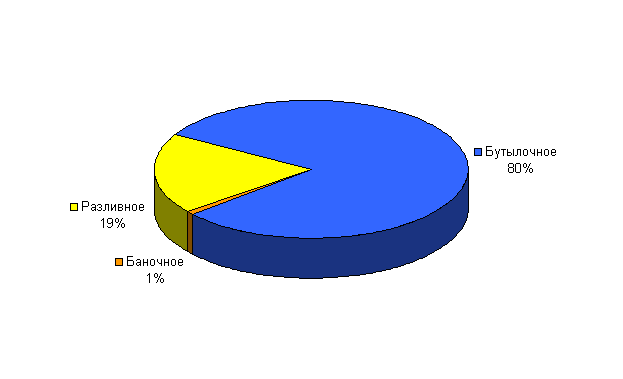 Бутылочное
80%
Разливное
19%
Баночное
1%